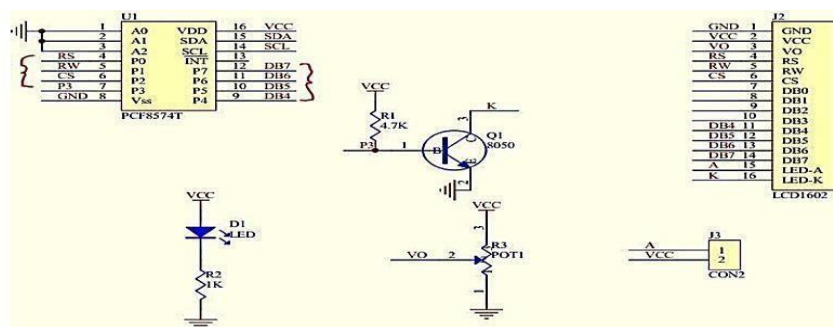 U1
1 A0 VDD 16 VCC
2 A1 SDA 15 SDA
3 A2 SCL 14 SCL
RS 4 P0 INT 13
RW 5 P1 P7 12 DB7
CS 6 P2 P6 11 DB6
P3 7 P3 P5 10 DB5
GND 8 Vss P4 9 DB4
PCF8574T
VCC
R1
4.7K
P3 1 B
K
3 C
Q1
8050
E 2
J2
GND 1 GND
VCC 2 VCC
VO 3 VO
RS 4 RS
RW 5 RW
CS 6 CS
7 DB0
8 DB1
9 DB2
10 DB3
DB4 11 DB4
DB5 12 DB5
DB6 13 DB6
DB7 14 DB7
A 15 LED-A
K 16 LED-K
LCD1602
VCC
D1
LED
R2
1K
VCC
3
VO 2
R3
POT1
1
J3
A 1
VCC 2
CON2